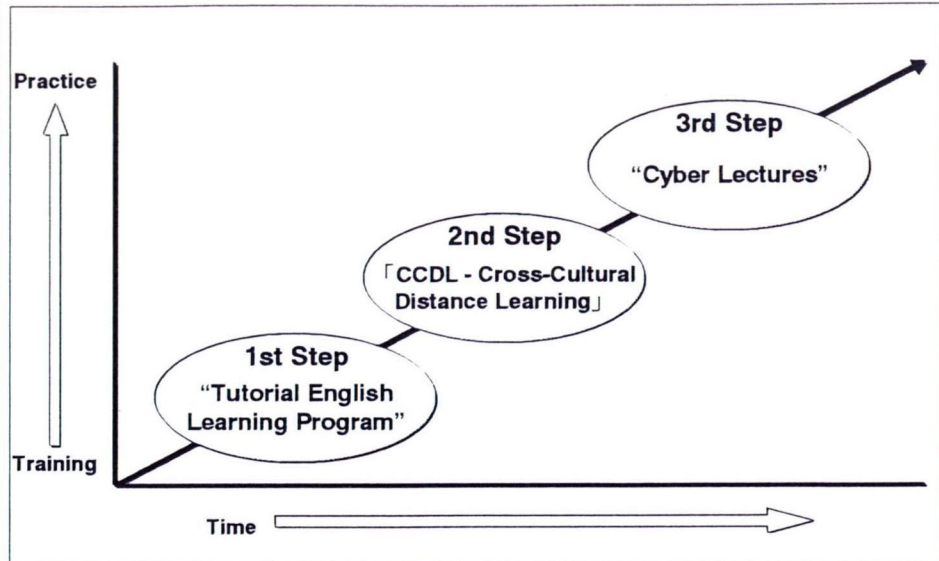 Practice
3rd Step
“Cyber Lectures”
2nd Step
「CCDL - Cross-Cultural
Distance Learning」
1st Step
“Tutorial English
Learning Program”
Training
Time